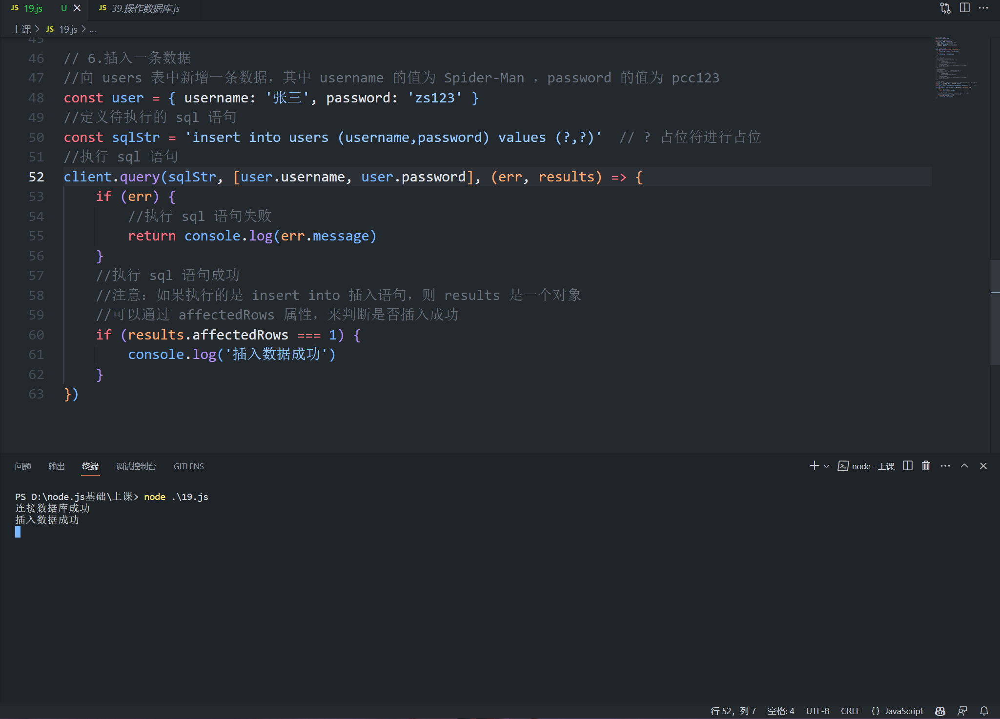 JS 19.js U
JS 39.操作数据库.js
上课 > JS 19.js > ...
45
46 // 6.插入一条数据
47 //向 users 表中新增一条数据，其中 username 的值为 Spider-Man ，password 的值为 pcc123
48 const user = { username: '张三', password: 'zs123' }
49 //定义待执行的 sql 语句
50 const sqlStr = 'insert into users (username,password) values (?,?)'  // ? 占位符进行占位
51 //执行 sql 语句
52 client.query(sqlStr, [user.username, user.password], (err, results) => {
53     if (err) {
54         //执行 sql 语句失败
55         return console.log(err.message)
56     }
57     //执行 sql 语句成功
58     //注意：如果执行的是 insert into 插入语句，则 results 是一个对象
59     //可以通过 affectedRows 属性，来判断是否插入成功
60     if (results.affectedRows === 1) {
61         console.log('插入数据成功')
62     }
63 })
问题 输出 终端 调试控制台 GITLENS
node - 上课
PS D:\node.js基础\上课> node .\19.js
连接数据库成功
插入数据成功
行 52，列 7 空格: 4 UTF-8 CRLF {} JavaScript